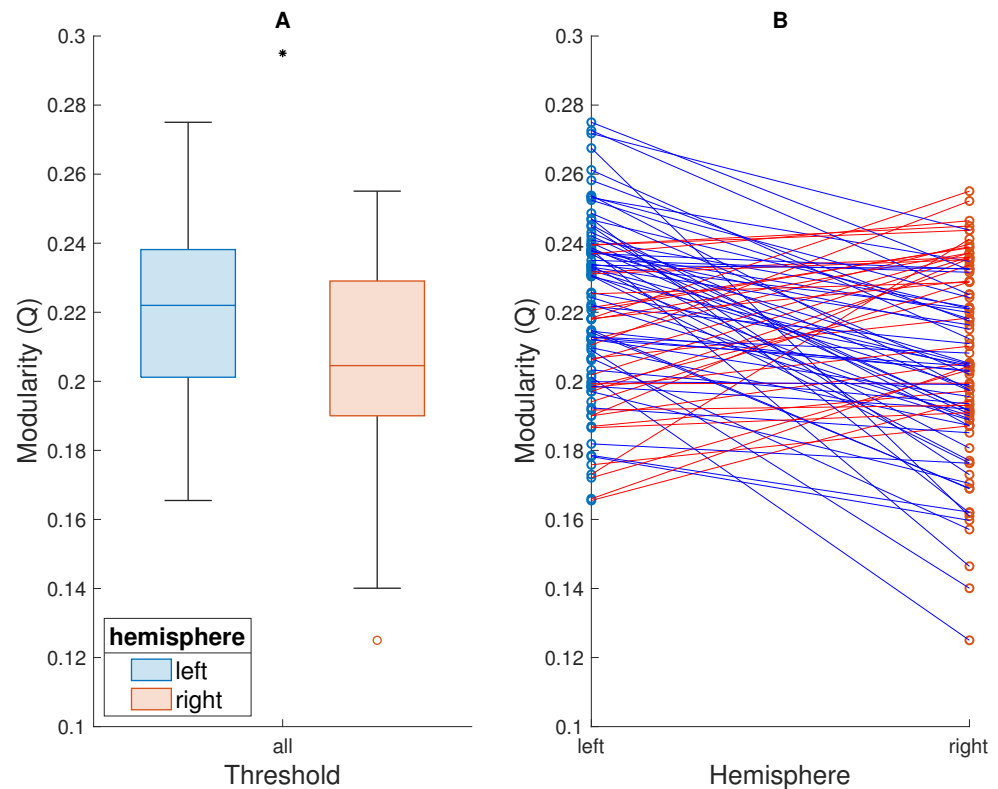 A
Modularity (Q)
0.3
0.28
0.26
0.24
0.22
0.2
0.18
0.16
0.14
0.12
0.1
*
hemisphere
left
right
all
Threshold
B
Modularity (Q)
0.3
0.28
0.26
0.24
0.22
0.2
0.18
0.16
0.14
0.12
0.1
left
right
Hemisphere